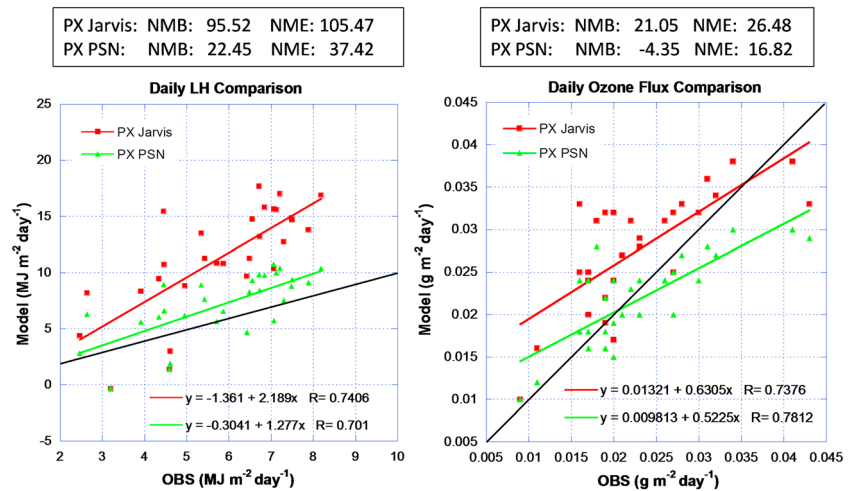 PX Jarvis: NMB: 95.52 NME: 105.47
PX PSN: NMB: 22.45 NME: 37.42
PX Jarvis: NMB: 21.05 NME: 26.48
PX PSN: NMB: -4.35 NME: 16.82
Daily LH Comparison
25
20
15
10
5
0
-5
Model (MJ m-2 day-1)
PX Jarvis
PX PSN
y = -1.361 + 2.189x R= 0.7406
y = -0.3041 + 1.277x R= 0.701
2 3 4 5 6 7 8 9 10
OBS (MJ m-2 day-1)
Daily Ozone Flux Comparison
0.045
0.04
0.035
0.03
0.025
0.02
0.015
0.01
0.005
Model (g m-2 day-1)
PX Jarvis
PX PSN
y = 0.01321 + 0.6305x R= 0.7376
y = 0.009813 + 0.5225x R= 0.7812
0.005 0.01 0.015 0.02 0.025 0.03 0.035 0.04 0.045
OBS (g m-2 day-1)